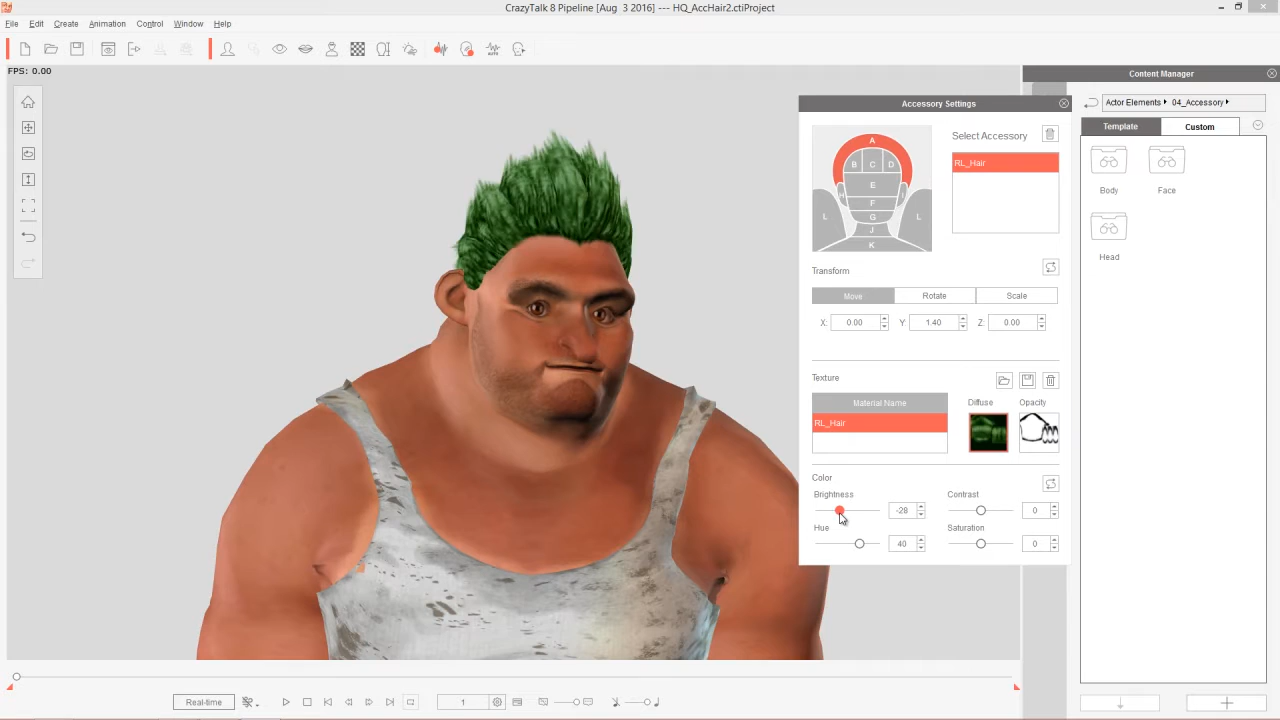 CrazyTalk 8 Pipeline [Aug 3 2016] --- HQ_AccHair2.ctiProject
File Edit Create Animation Control Window Help
FPS: 0.00
Content Manager
Actor Elements 04_Accessory
Template Custom
Body Face
Head
Accessory Settings
A
B C D
E
H I
F
L G L
J
K
Select Accessory
RL_Hair
Transform
Move Rotate Scale
X: 0.00 Y 1.40 Z: 0.00
Texture
Material Name
RL_Hair
Diffuse Opacity
Color
Brightness Contrast
-28 0
Hue Saturation
40 0
Real-time 1
AUTO